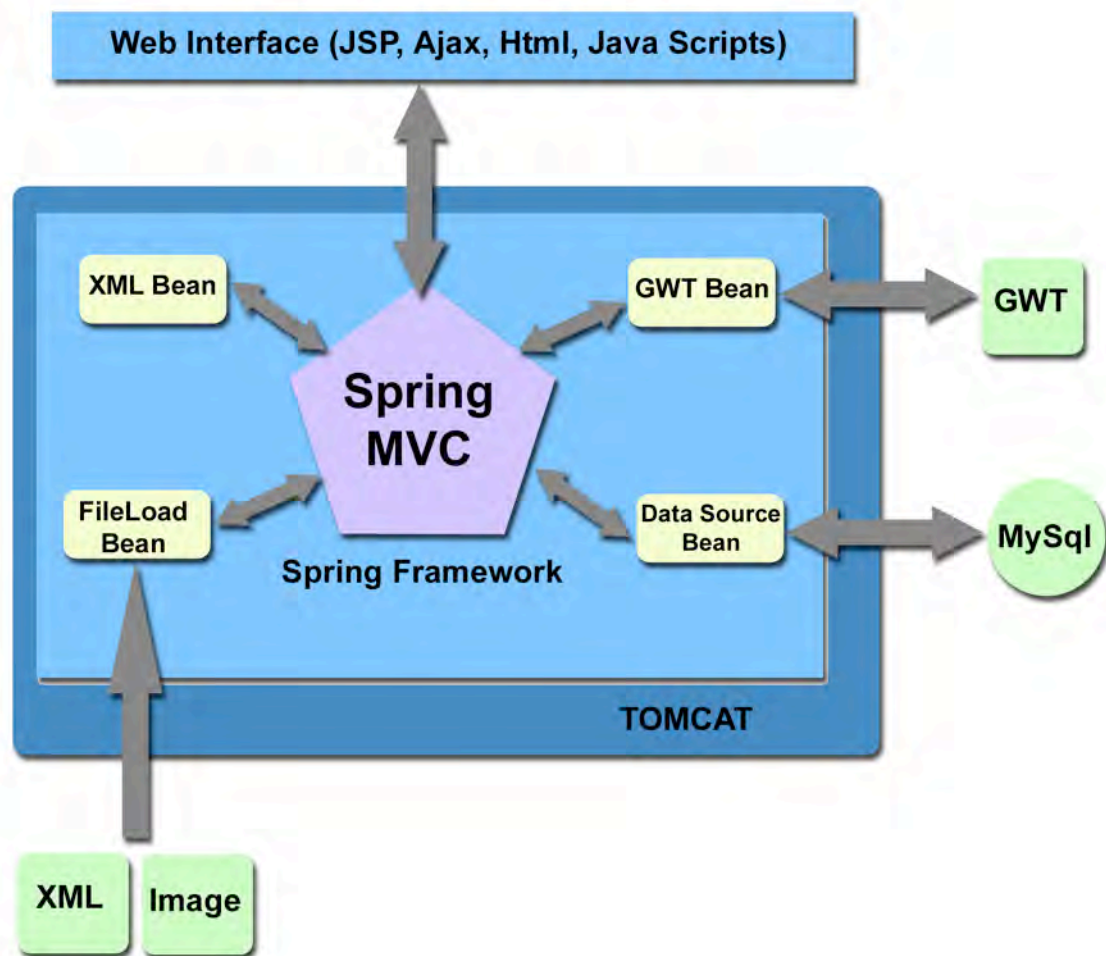 Web Interface (JSP, Ajax, Html, Java Scripts)
XML Bean
GWT Bean
GWT
Spring
MVC
FileLoad
Bean
Data Source
Bean
MySql
Spring Framework
TOMCAT
XML
Image